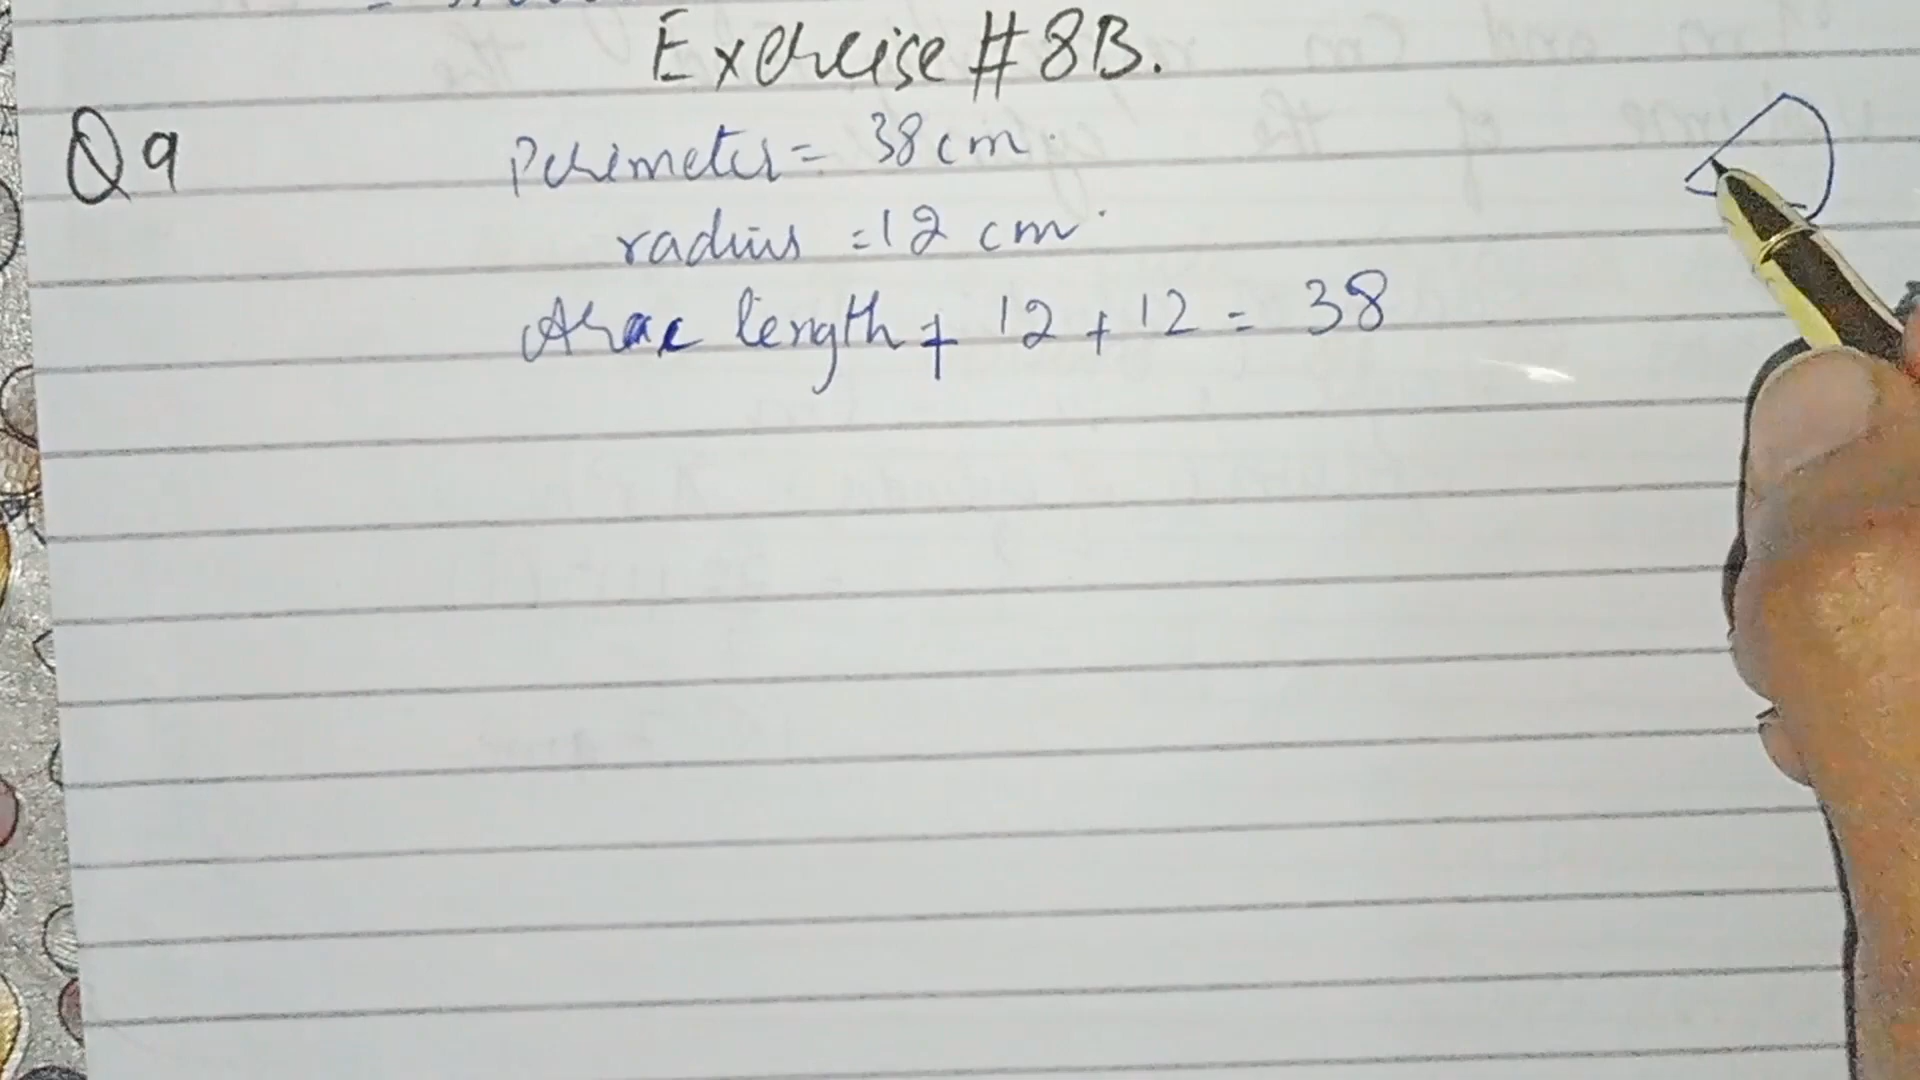 Exercise #8B.
Q9
Perimeter = 38 cm
radius = 12 cm
Arc length + 12 + 12 = 38